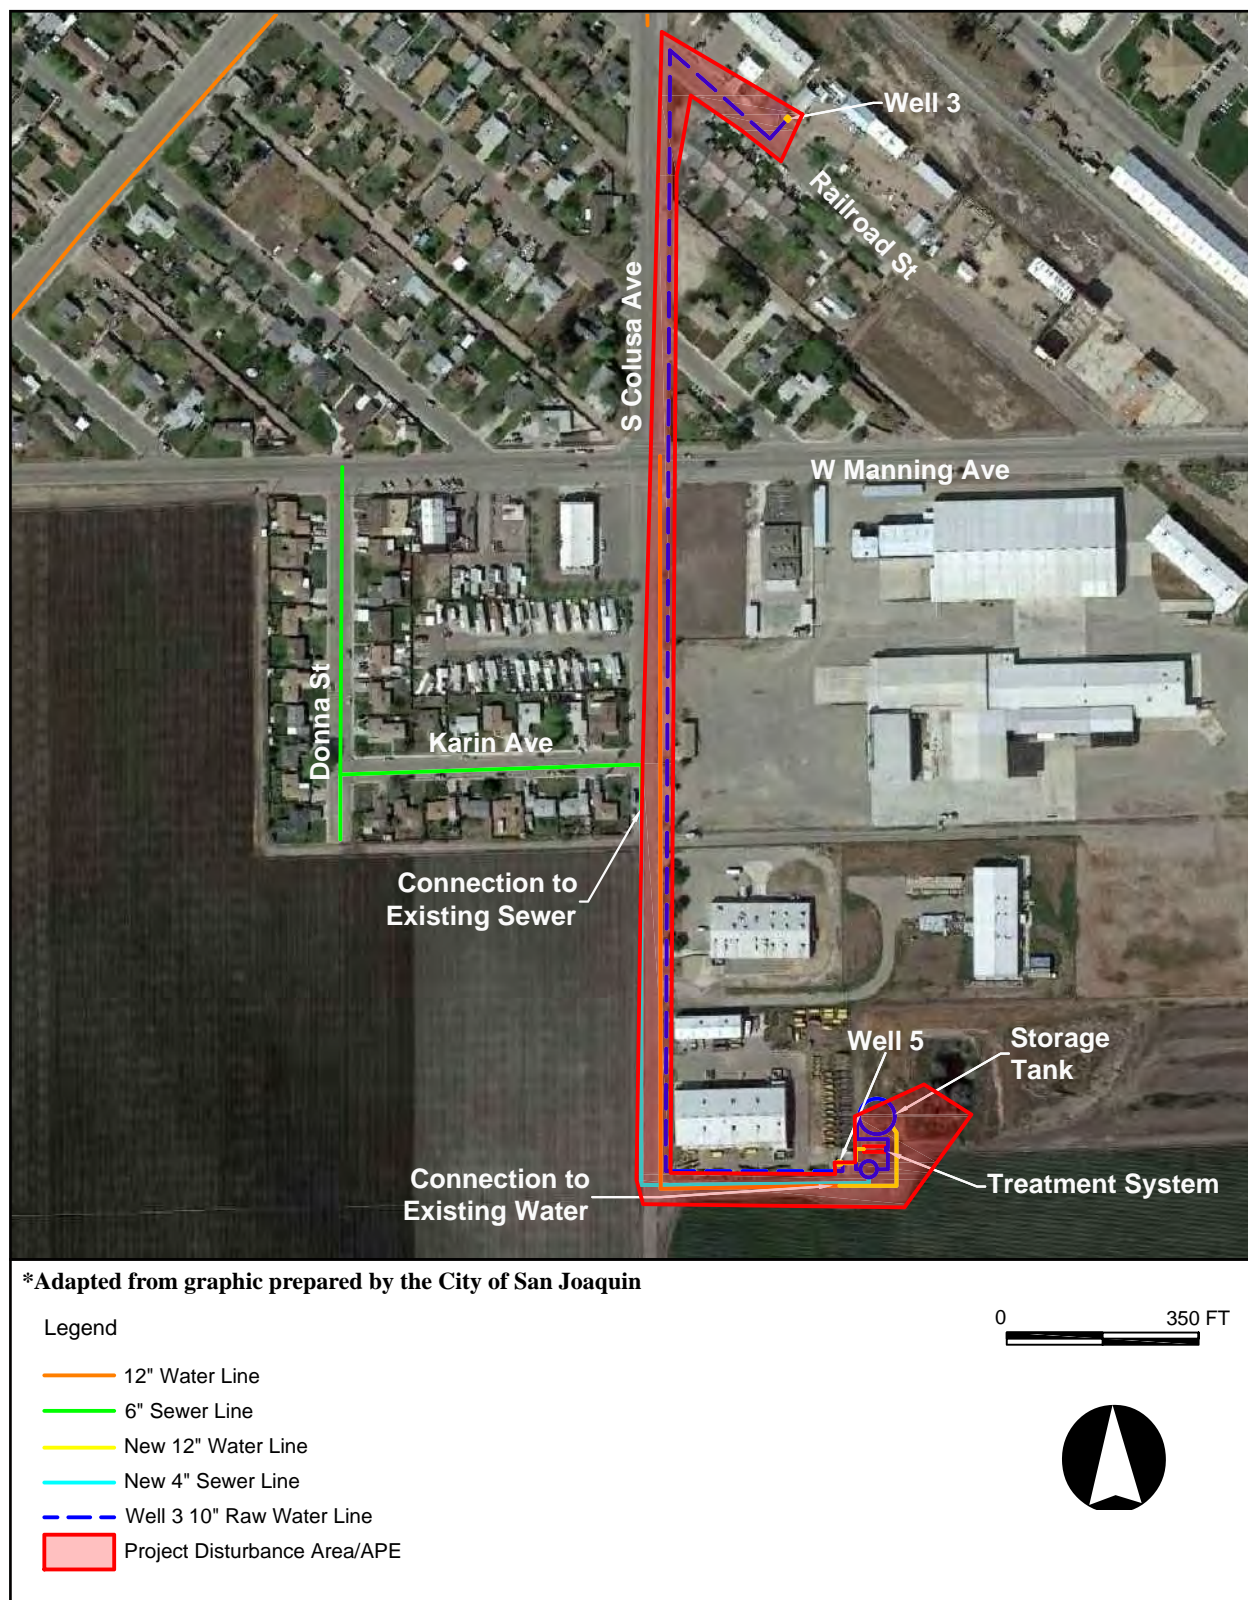 Well 3
Railroad St
S Colusa Ave
W Manning Ave
Donna St
Karin Ave
Connection to
Existing Sewer
Well 5
Storage
Tank
Connection to
Existing Water
Treatment System
*Adapted from graphic prepared by the City of San Joaquin
Legend
0 350 FT
12" Water Line
6" Sewer Line
New 12" Water Line
New 4" Sewer Line
Well 3 10" Raw Water Line
Project Disturbance Area/APE